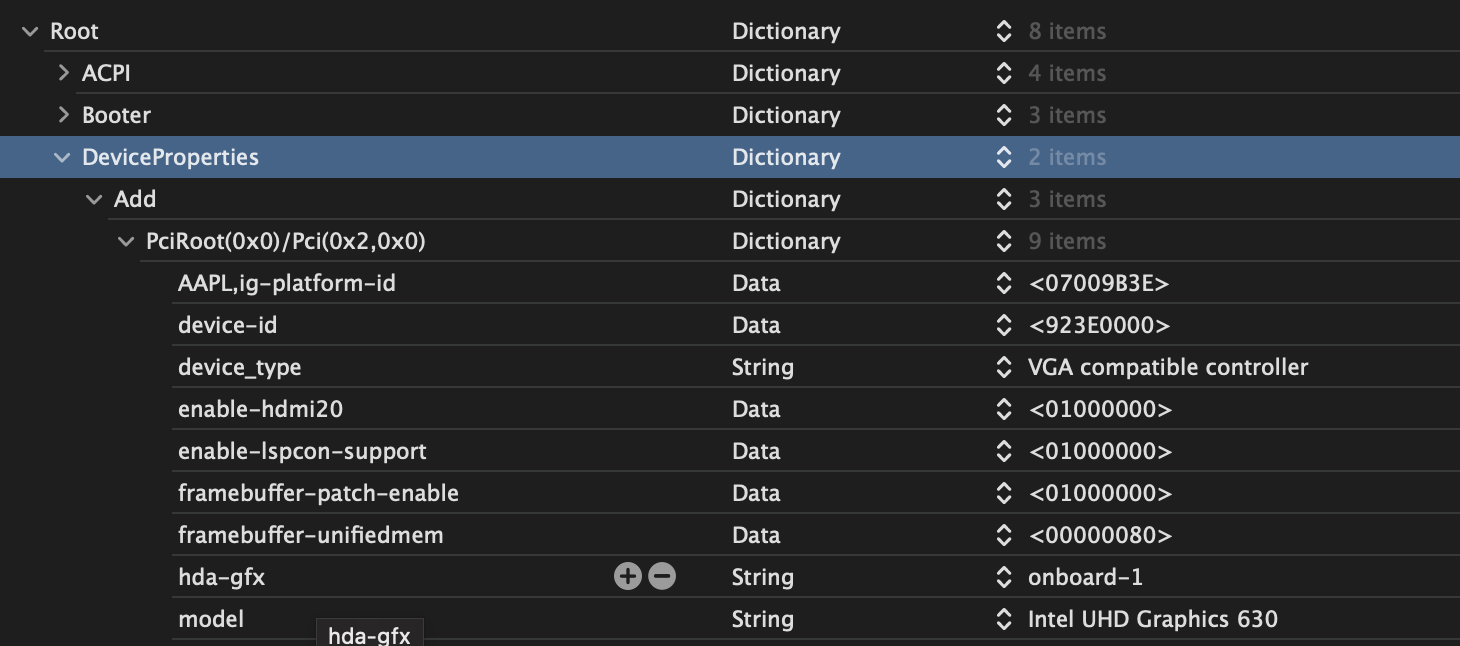 Root Dictionary 8 items
ACPI Dictionary 4 items
Booter Dictionary 3 items
DeviceProperties Dictionary 2 items
Add Dictionary 3 items
PciRoot(0x0)/Pci(0x2,0x0) Dictionary 9 items
AAPL,ig-platform-id Data <07009B3E>
device-id Data <923E0000>
device_type String VGA compatible controller
enable-hdmi20 Data <01000000>
enable-lspcon-support Data <01000000>
framebuffer-patch-enable Data <01000000>
framebuffer-unifiedmem Data <00000080>
hda-gfx String onboard-1
model String Intel UHD Graphics 630
hda-gfx